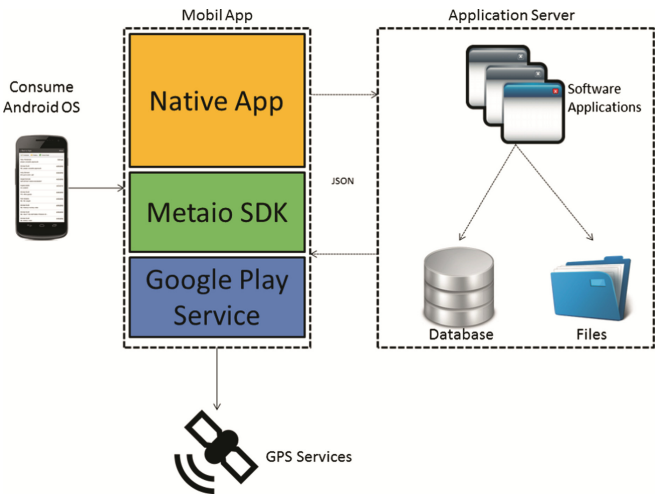 Mobil App
Application Server
Consume
Android OS
Native App
Software
Applications
JSON
Metaio SDK
Google Play
Service
Database
Files
GPS Services